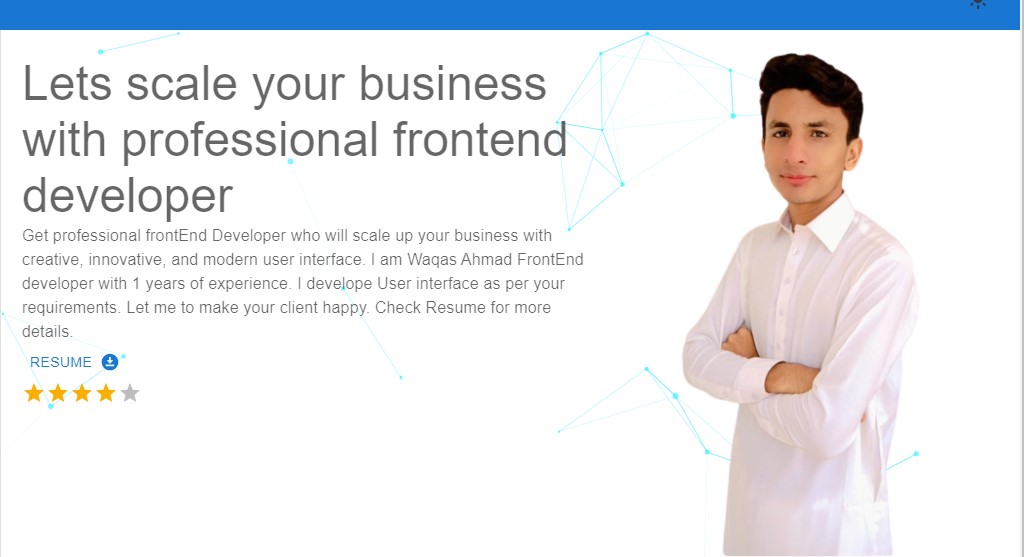 Lets scale your business
with professional frontend
developer
Get professional frontEnd Developer who will scale up your business with
creative, innovative, and modern user interface. I am Waqas Ahmad FrontEnd
developer with 1 years of experience. I develope User interface as per your
requirements. Let me to make your client happy. Check Resume for more
details.
RESUME